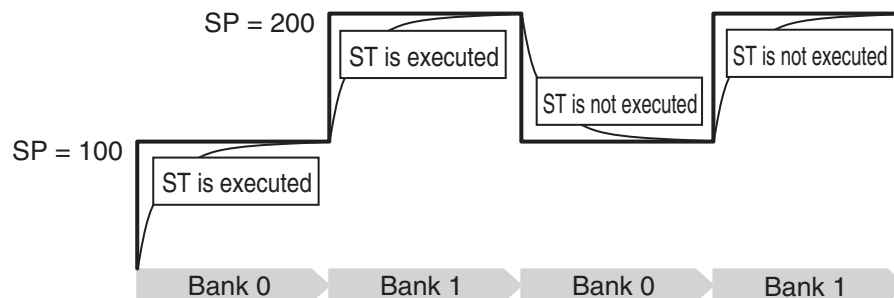 SP = 200
ST is executed
ST is not executed
ST is not executed
SP = 100
ST is executed
Bank 0 Bank 1 Bank 0 Bank 1